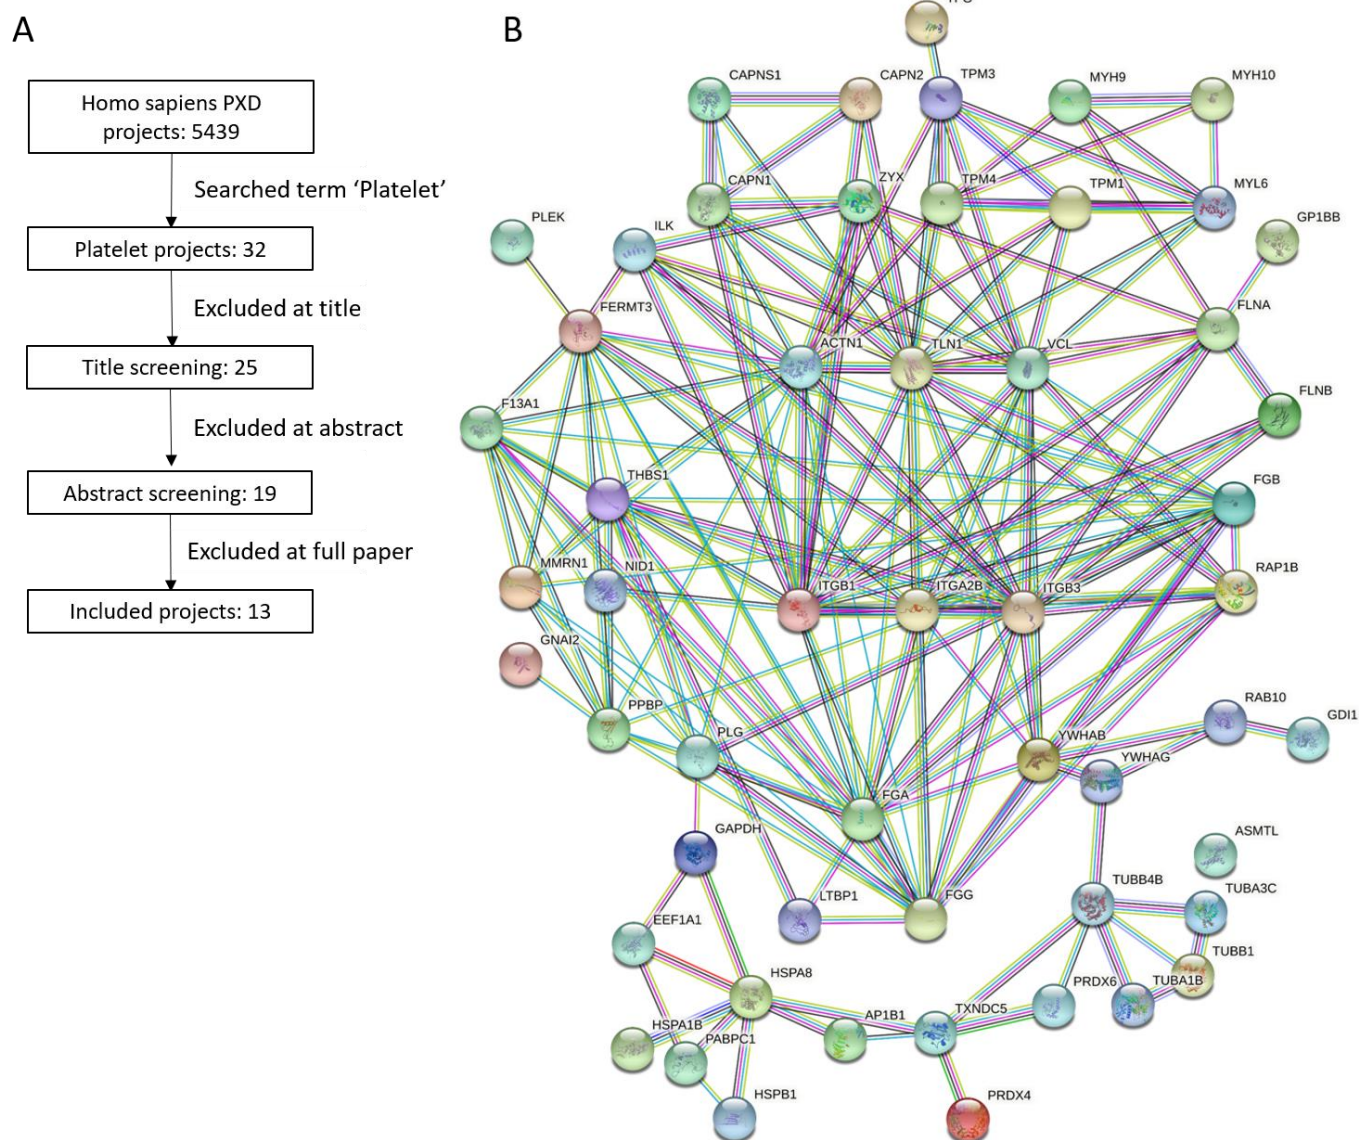 A
Homo sapiens PXD
projects: 5439
Searched term ‘Platelet’
Platelet projects: 32
Excluded at title
Title screening: 25
Excluded at abstract
Abstract screening: 19
Excluded at full paper
Included projects: 13
B
CAPNS1
CAPN2
TPM3
MYH9
MYH10
CAPN1
ZYX
TPM4
TPM1
MYL6
PLEK
ILK
GP1BB
FERMT3
FLNA
ACTN1
TLN1
VCL
F13A1
FLNB
THBS1
FGB
MMRN1
NID1
ITGB1
ITGA2B
ITGB3
RAP1B
GNAI2
PPBP
PLG
YWHAB
YWHAG
RAB10
GDI1
FGA
GAPDH
ASMTL
LTBP1
FGG
TUBB4B
TUBA3C
EEF1A1
TUBB1
HSPA8
PRDX6
TUBA1B
HSPA1B
PABPC1
AP1B1
TXNDC5
HSPB1
PRDX4